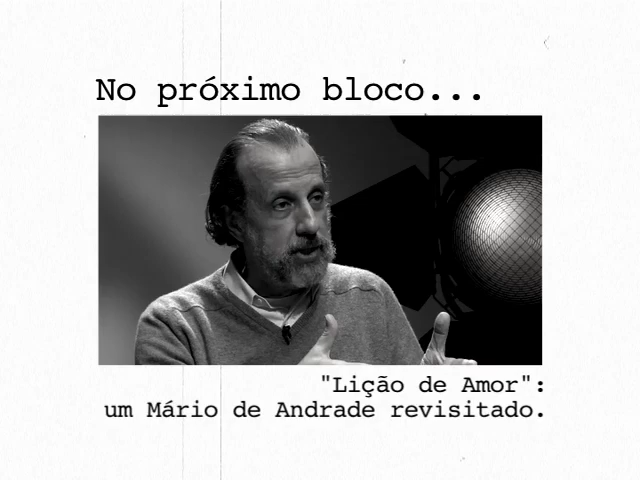 No próximo bloco...
"Lição de Amor":
um Mário de Andrade revisitado.